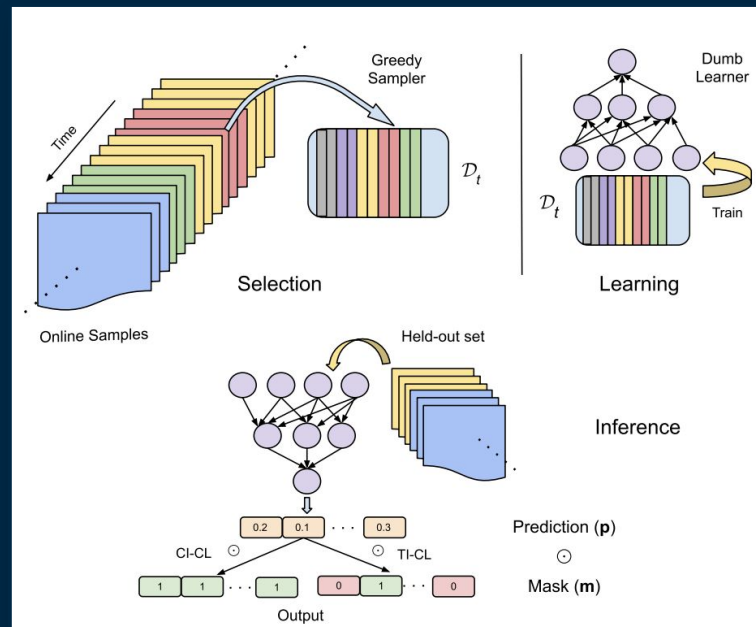 Greedy
Sampler
Time
𝒟t
Selection
Online Samples
Dumb
Learner
𝒟t
Train
Learning
Held-out set
Inference
0.2 0.1 · · · · 0.3
CI-CL ⊙ ⊙ TI-CL
1 1 · · · 1 0 1 · · · 0
Output
Prediction (p)
⊙
Mask (m)